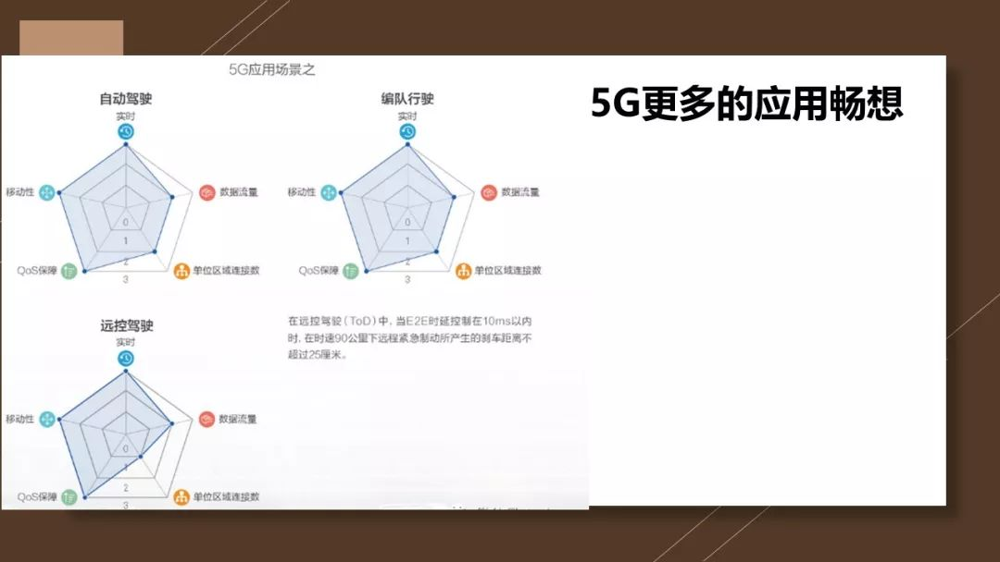 5G应用场景之
5G更多的应用畅想
自动驾驶
实时
移动性
数据流量
QoS保障
单位区域连接数
0
1
2
3
编队行驶
实时
移动性
数据流量
QoS保障
单位区域连接数
0
1
2
3
远控驾驶
实时
移动性
数据流量
QoS保障
单位区域连接数
0
1
2
3
在远控驾驶(ToD)中, 当E2E时延控制在10ms以内
时, 在时速90公里下远程紧急制动所产生的刹车距离不
超过25厘米。